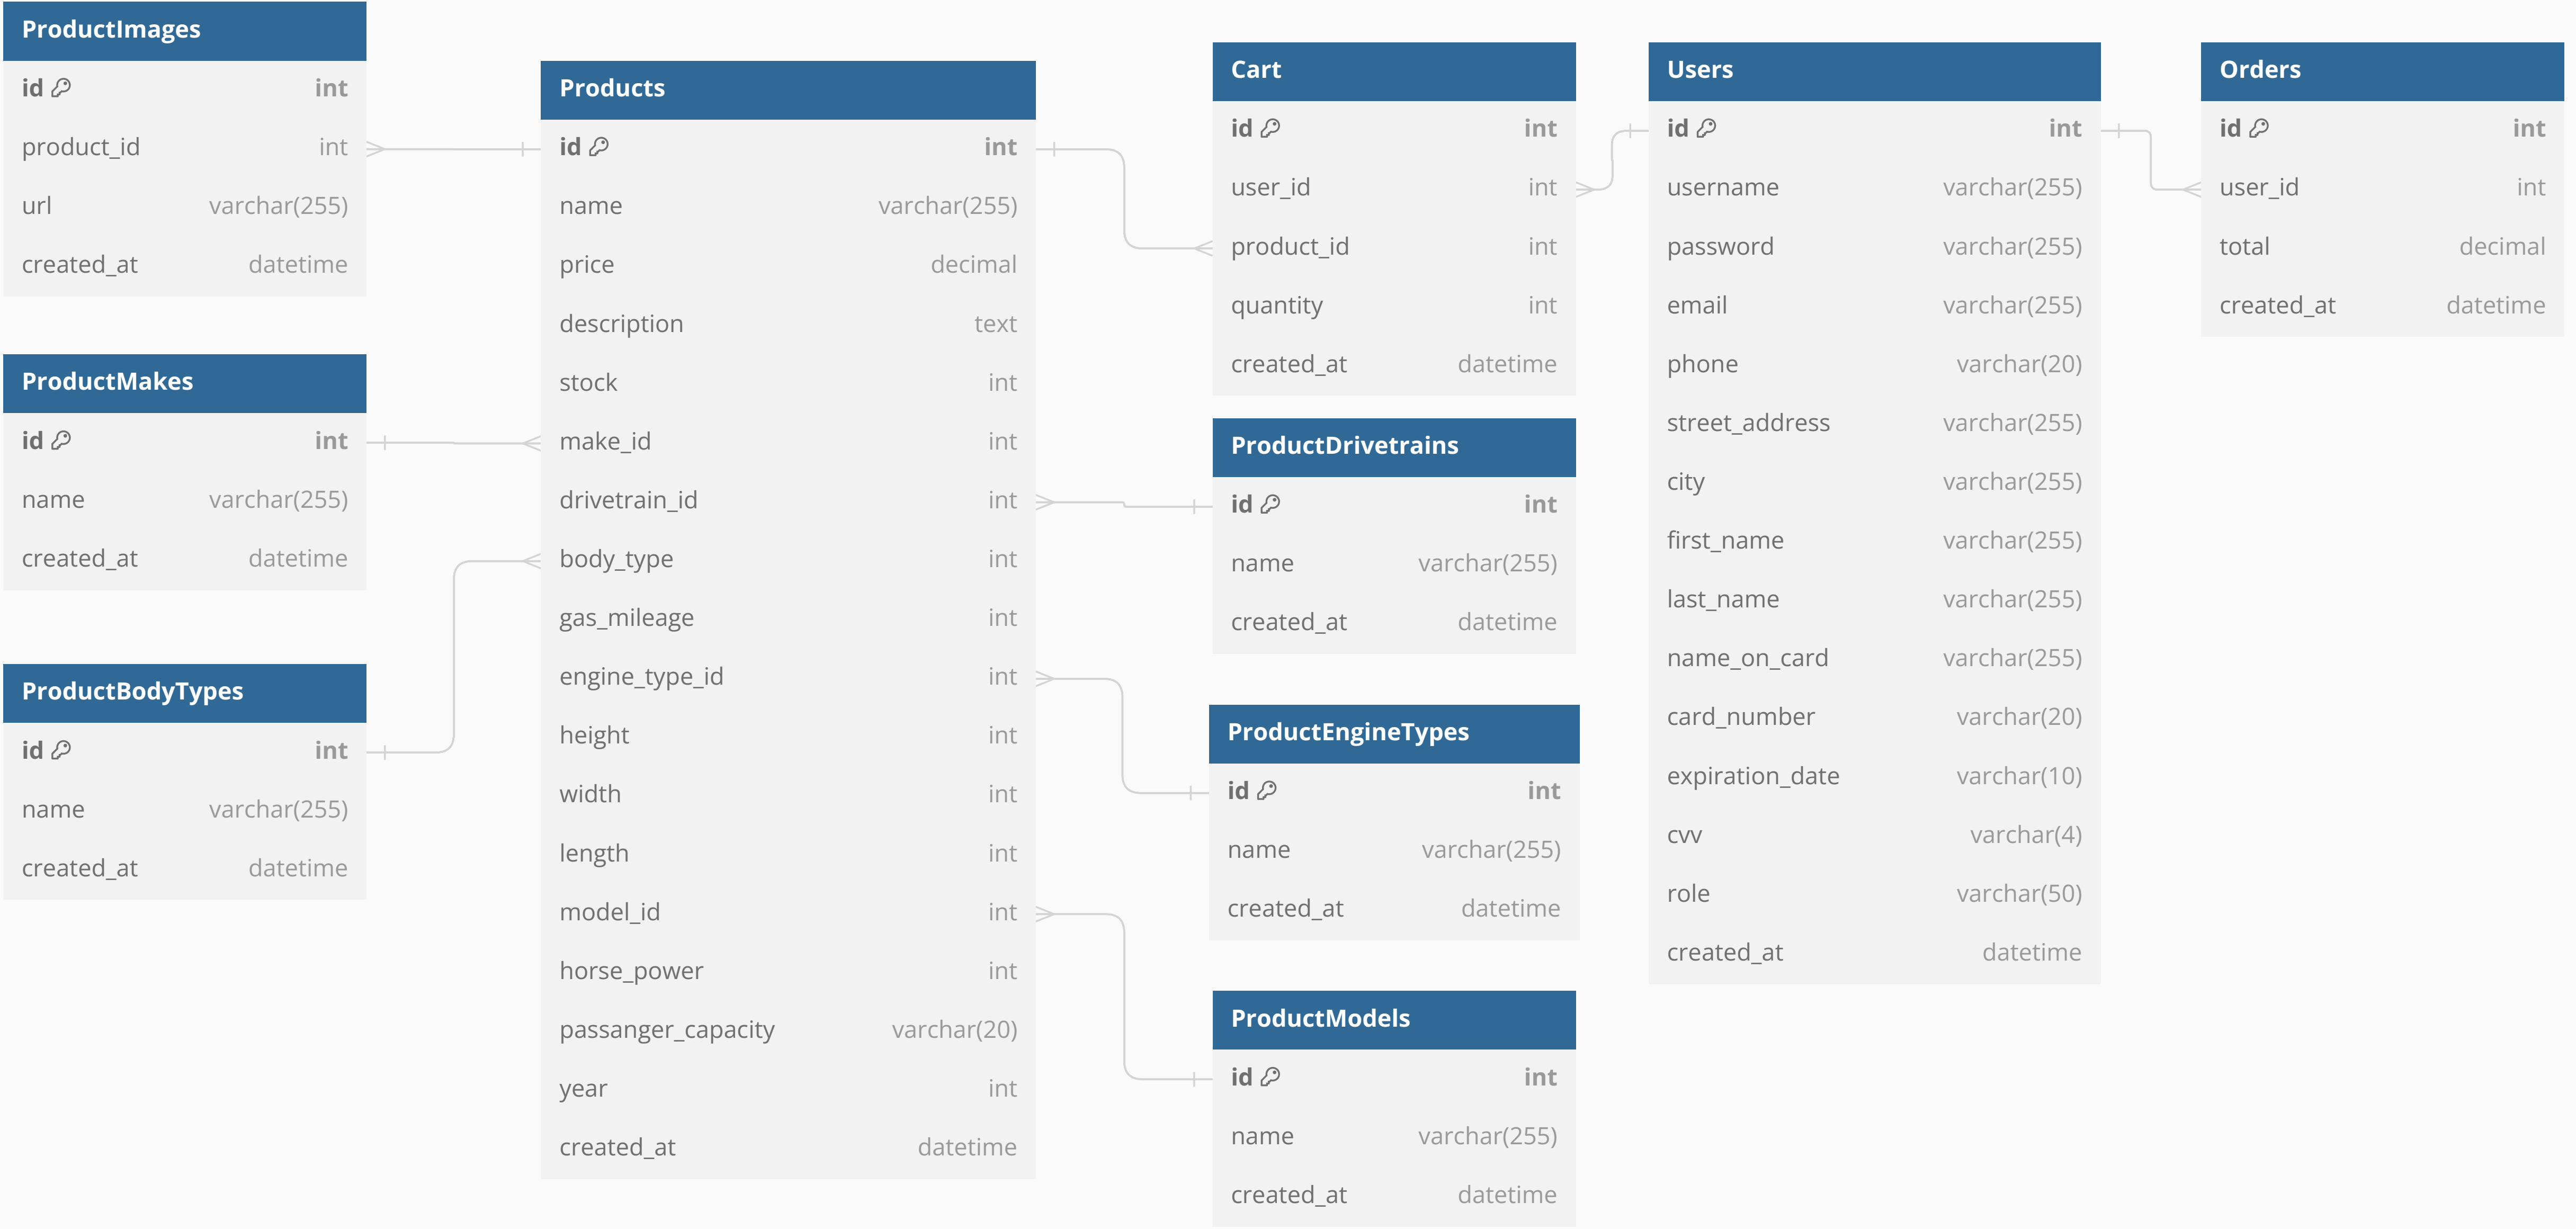 ProductImages
id int
product_id int
url varchar(255)
created_at datetime
ProductMakes
id int
name varchar(255)
created_at datetime
ProductBodyTypes
id int
name varchar(255)
created_at datetime
Products
id int
name varchar(255)
price decimal
description text
stock int
make_id int
drivetrain_id int
body_type int
gas_mileage int
engine_type_id int
height int
width int
length int
model_id int
horse_power int
passanger_capacity varchar(20)
year int
created_at datetime
Cart
id int
user_id int
product_id int
quantity int
created_at datetime
ProductDrivetrains
id int
name varchar(255)
created_at datetime
ProductEngineTypes
id int
name varchar(255)
created_at datetime
ProductModels
id int
name varchar(255)
created_at datetime
Users
id int
username varchar(255)
password varchar(255)
email varchar(255)
phone varchar(20)
street_address varchar(255)
city varchar(255)
first_name varchar(255)
last_name varchar(255)
name_on_card varchar(255)
card_number varchar(20)
expiration_date varchar(10)
cvv varchar(4)
role varchar(50)
created_at datetime
Orders
id int
user_id int
total decimal
created_at datetime